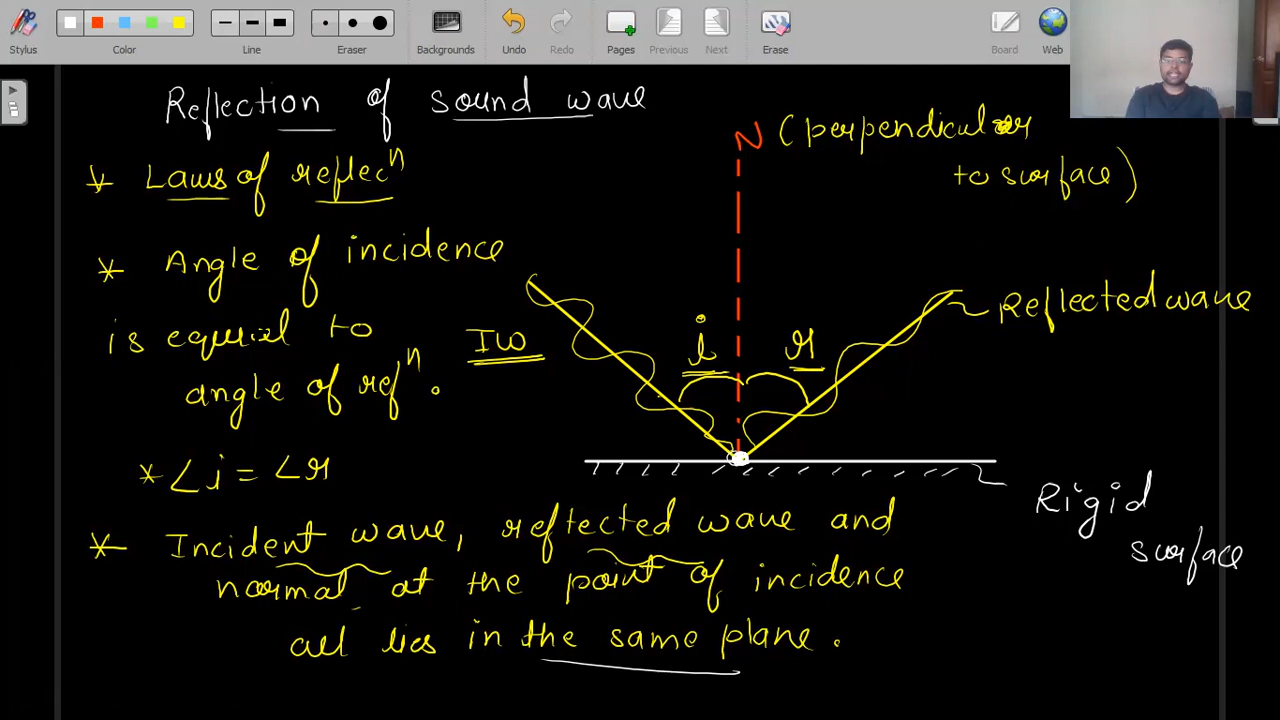 Stylus
Color
Line
Eraser
Backgrounds
Undo
Redo
Pages
Previous
Next
Erase
Board
Web
Reflection of sound wave
* Laws of reflecⁿ
* Angle of incidence
is equal to
angle of refⁿ.
* ∠i = ∠r
* Incident wave, reflected wave and
normal at the point of incidence
all lies in the same plane.
N (perpendicular
to surface)
IW
i
r
Reflected wave
Rigid
surface